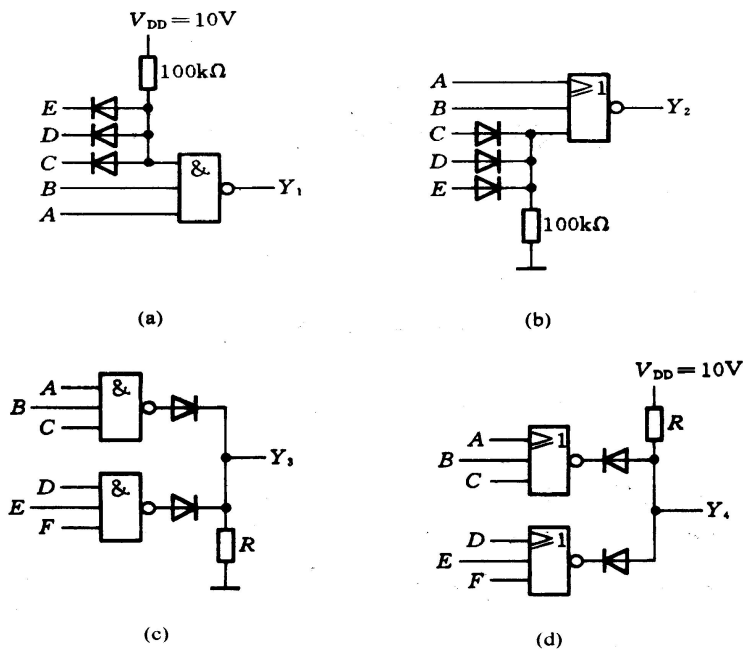 V_DD = 10V
100kΩ
E
D
C
B
A
&
Y₁
(a)
A
B
C
D
E
≥1
Y₂
100kΩ
(b)
A
B
C
&
D
E
F
&
Y₃
R
(c)
V_DD = 10V
R
A
B
C
≥1
D
E
F
≥1
Y₄
(d)